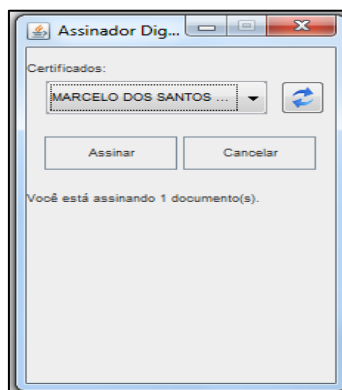 Assinador Dig...
Certificados:
MARCELO DOS SANTOS ...
Assinar Cancelar
Você está assinando 1 documento(s).